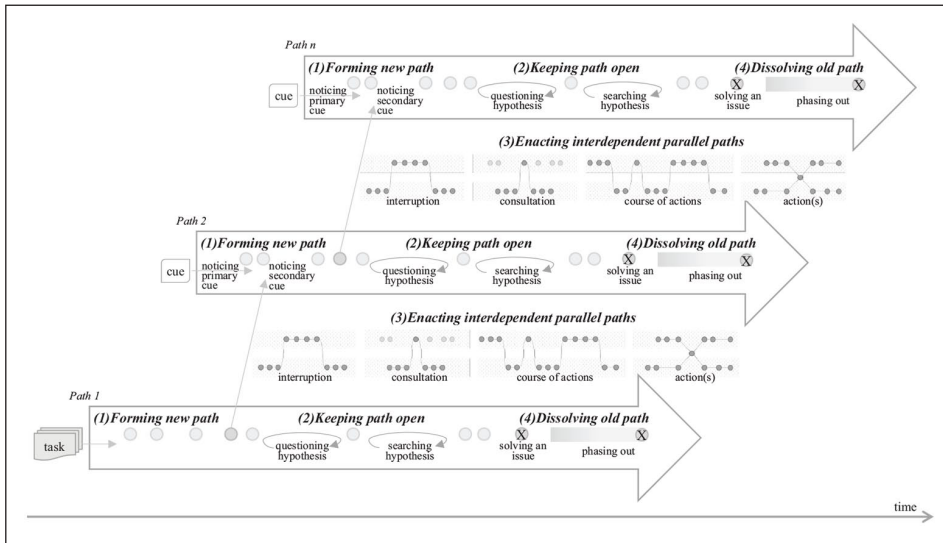 Path n
(1)Forming new path
(2)Keeping path open
(4)Dissolving old path
cue
noticing
primary
cue
noticing
secondary
cue
questioning
hypothesis
searching
hypothesis
X
X
solving an
issue
phasing out
(3)Enacting interdependent parallel paths
interruption
consultation
course of actions
action(s)
Path 2
(1)Forming new path
(2)Keeping path open
(4)Dissolving old path
cue
noticing
primary
cue
noticing
secondary
cue
questioning
hypothesis
searching
hypothesis
X
X
solving an
issue
phasing out
(3)Enacting interdependent parallel paths
interruption
consultation
course of actions
action(s)
Path 1
(1)Forming new path
(2)Keeping path open
(4)Dissolving old path
task
questioning
hypothesis
searching
hypothesis
X
X
solving an
issue
phasing out
time